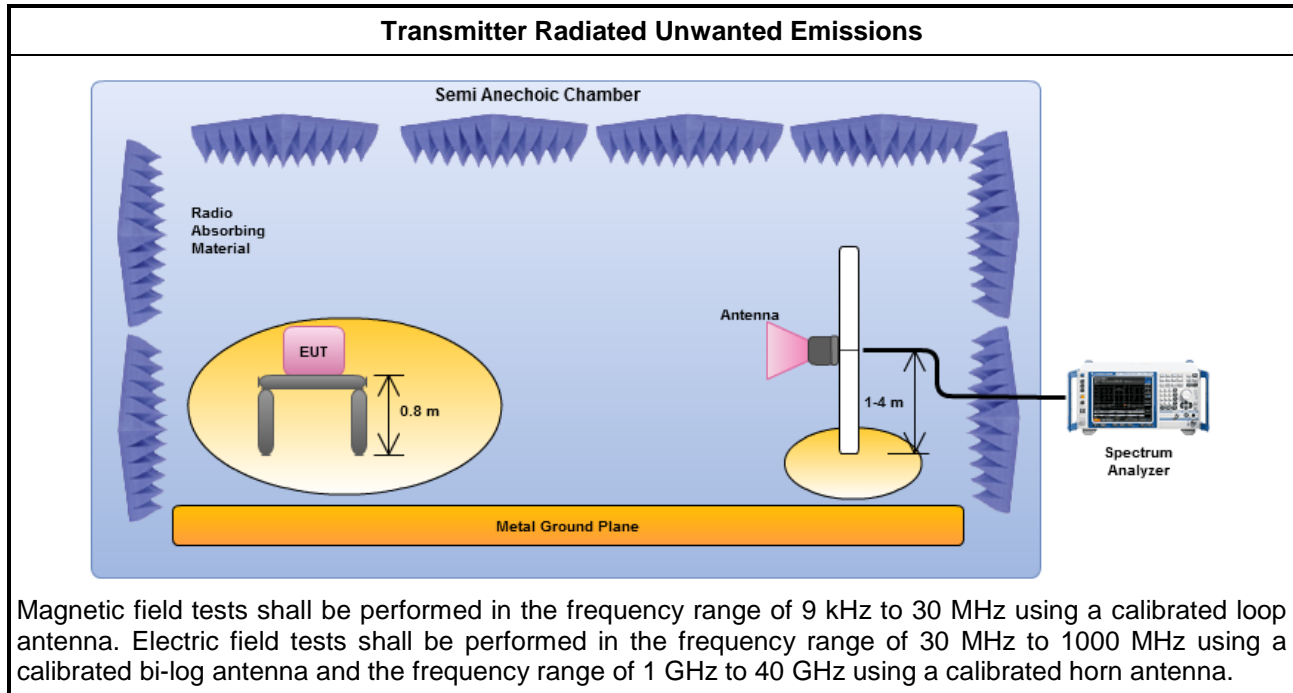 Transmitter Radiated Unwanted Emissions
Semi Anechoic Chamber
Radio
Absorbing
Material
Antenna
EUT
0.8 m
1-4 m
Spectrum
Analyzer
Metal Ground Plane
Magnetic field tests shall be performed in the frequency range of 9 kHz to 30 MHz using a calibrated loop
antenna. Electric field tests shall be performed in the frequency range of 30 MHz to 1000 MHz using a
calibrated bi-log antenna and the frequency range of 1 GHz to 40 GHz using a calibrated horn antenna.